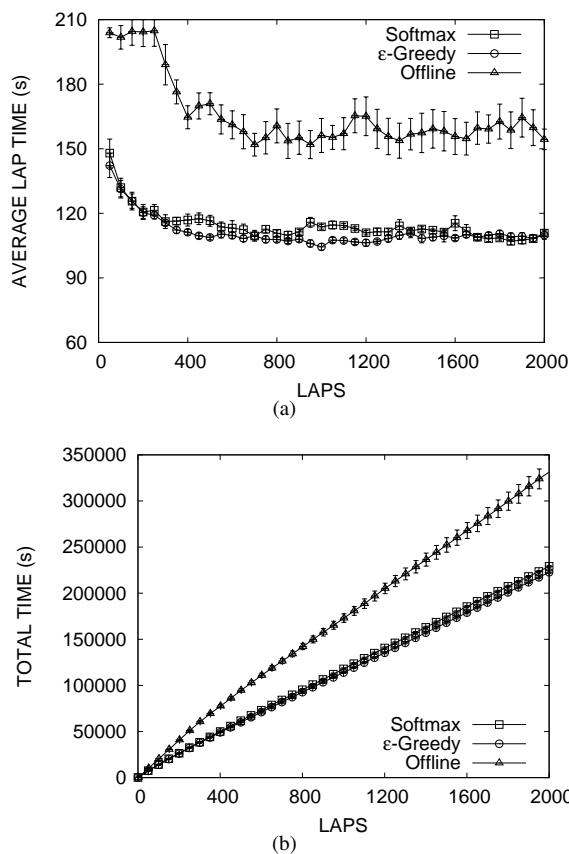 210
180
150
120
90
60
AVERAGE LAP TIME (s)
Softmax
ε-Greedy
Offline
0 400 800 1200 1600 2000
LAPS
(a)
350000
300000
250000
200000
150000
100000
50000
0
TOTAL TIME (s)
Softmax
ε-Greedy
Offline
0 400 800 1200 1600 2000
LAPS
(b)